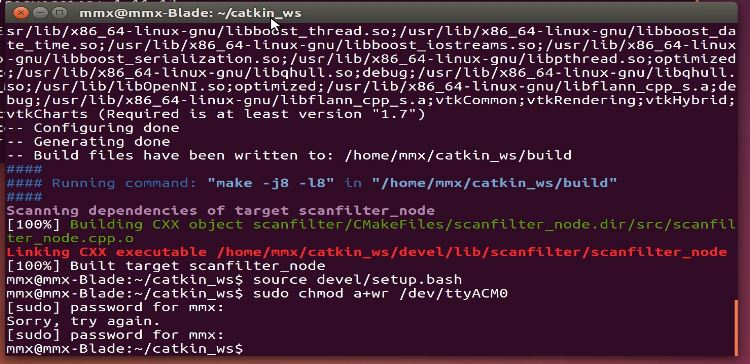 mmx@mmx-Blade: ~/catkin_ws
sr/lib/x86_64-linux-gnu/libboost_thread.so;/usr/lib/x86_64-linux-gnu/libboost_da
te_time.so;/usr/lib/x86_64-linux-gnu/libboost_iostreams.so;/usr/lib/x86_64-linux
-gnu/libboost_serialization.so;/usr/lib/x86_64-linux-gnu/libpthread.so;optimized
;/usr/lib/x86_64-linux-gnu/libqhull.so;debug;/usr/lib/x86_64-linux-gnu/libqhull.
so;/usr/lib/libOpenNI.so;optimized;/usr/lib/x86_64-linux-gnu/libflann_cpp_s.a;de
bug;/usr/lib/x86_64-linux-gnu/libflann_cpp_s.a;vtkCommon;vtkRendering;vtkHybrid;
vtkCharts (Required is at least version "1.7")
-- Configuring done
-- Generating done
-- Build files have been written to: /home/mmx/catkin_ws/build
####
#### Running command: "make -j8 -l8" in "/home/mmx/catkin_ws/build"
####
Scanning dependencies of target scanfilter_node
[100%] Building CXX object scanfilter/CMakeFiles/scanfilter_node.dir/src/scanfil
ter_node.cpp.o
Linking CXX executable /home/mmx/catkin_ws/devel/lib/scanfilter/scanfilter_node
[100%] Built target scanfilter_node
mmx@mmx-Blade:~/catkin_ws$ source devel/setup.bash
mmx@mmx-Blade:~/catkin_ws$ sudo chmod a+wr /dev/ttyACM0
[sudo] password for mmx:
Sorry, try again.
[sudo] password for mmx:
mmx@mmx-Blade:~/catkin_ws$